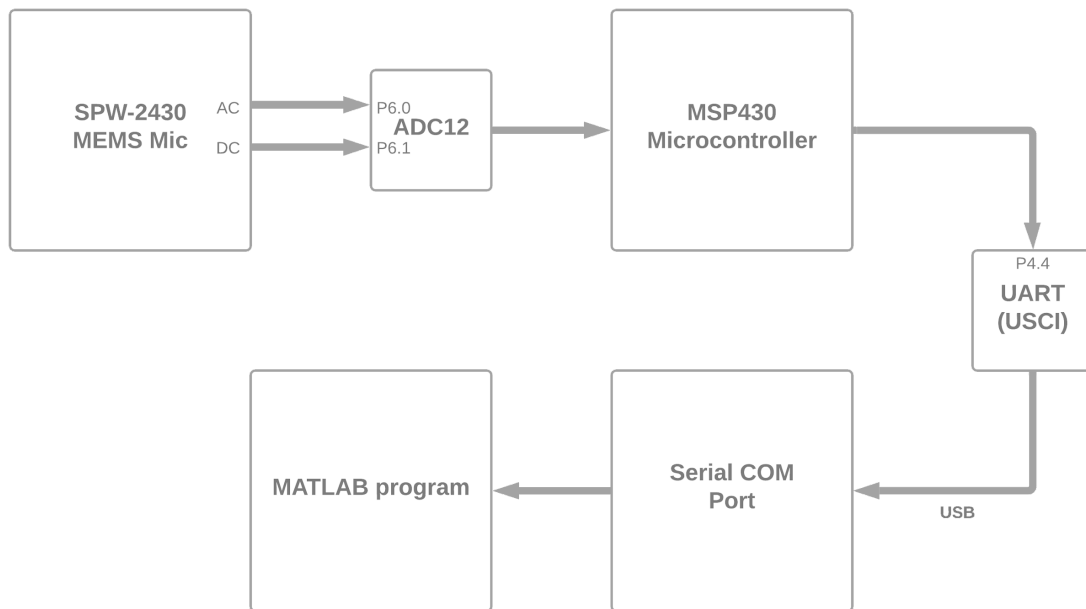 SPW-2430
MEMS Mic
AC
DC
P6.0
ADC12
P6.1
MSP430
Microcontroller
P4.4
UART
(USCI)
MATLAB program
Serial COM
Port
USB